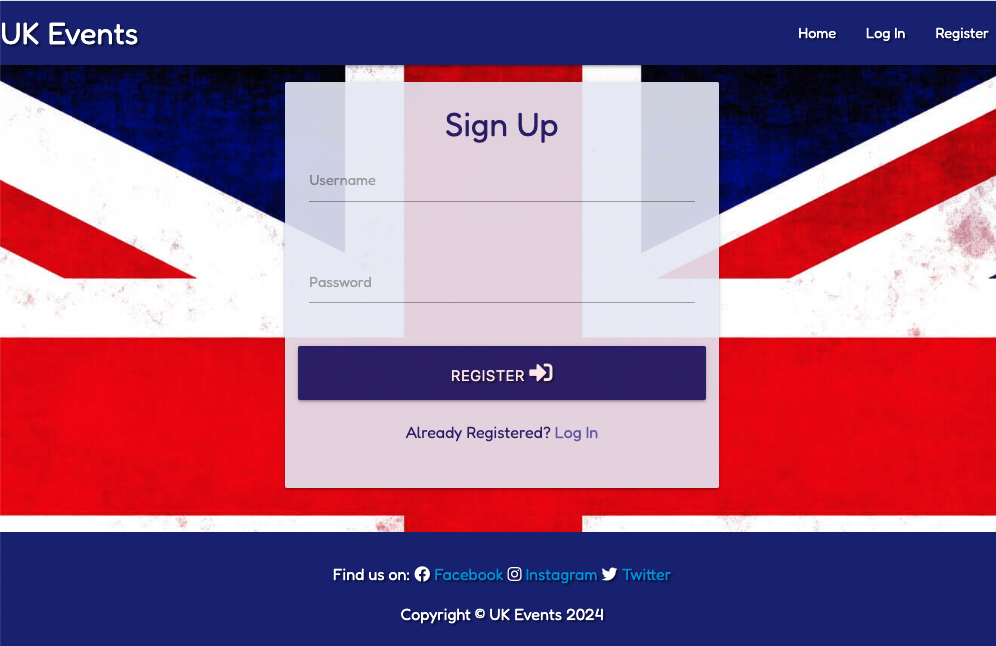 UK Events
Home Log In Register
Sign Up
Username
Password
REGISTER
Already Registered? Log In
Find us on: Facebook Instagram Twitter
Copyright © UK Events 2024